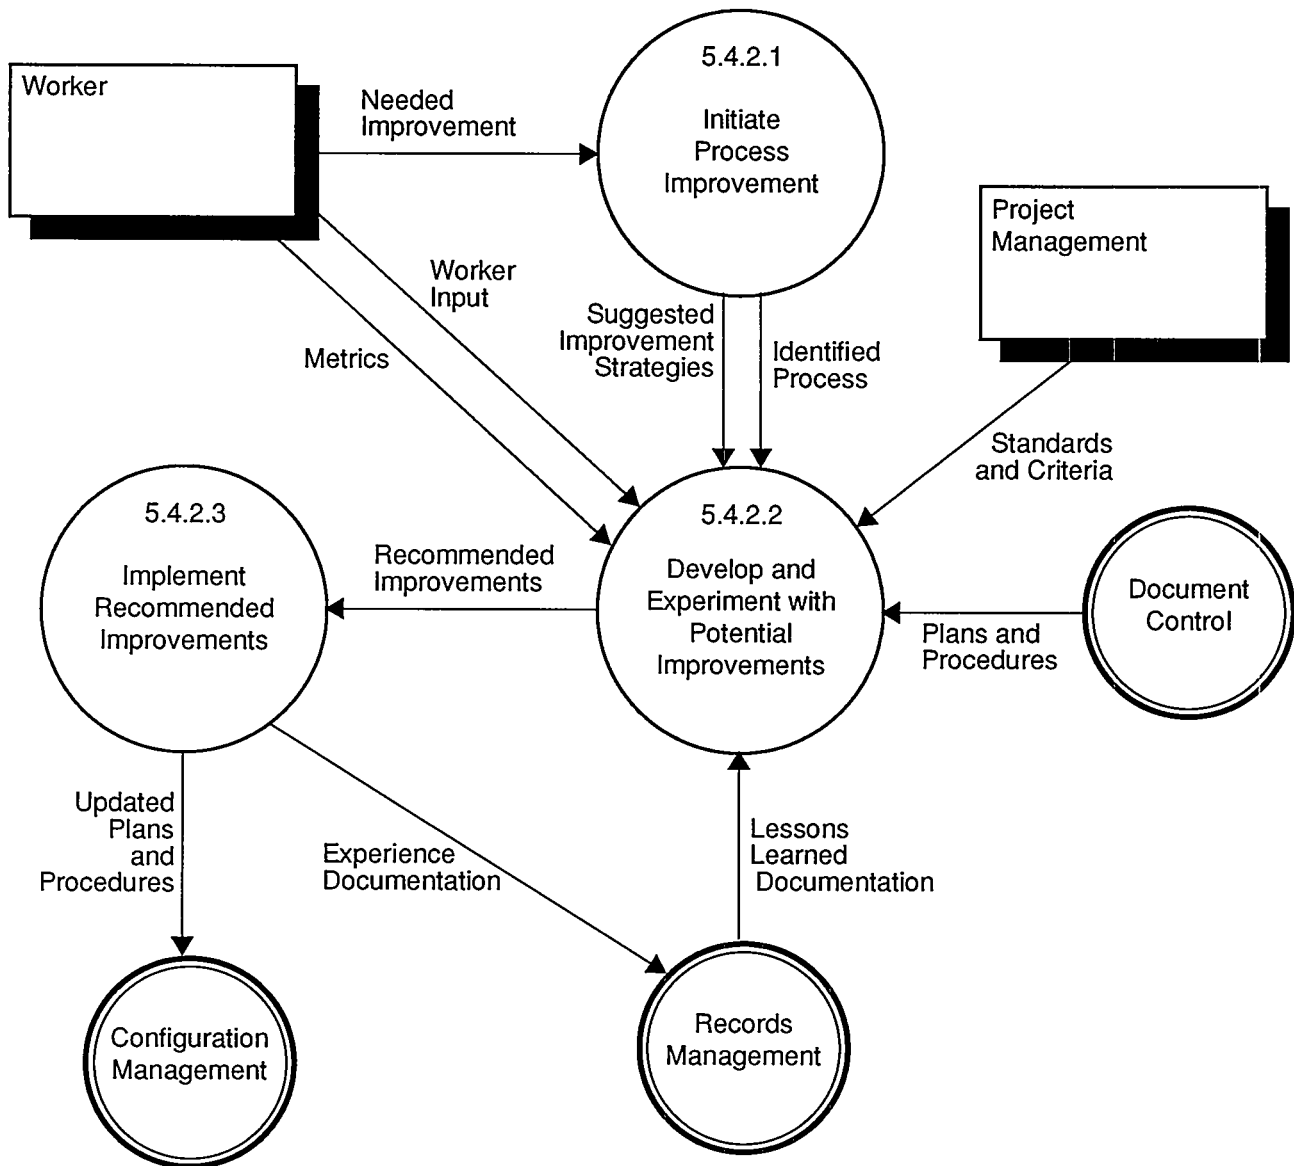 5.4.2.1
Initiate
Process
Improvement
Worker
Needed
Improvement
Project
Management
Worker
Input
Metrics
Suggested
Improvement
Strategies
Identified
Process
Standards
and Criteria
5.4.2.3
Implement
Recommended
Improvements
Recommended
Improvements
5.4.2.2
Develop and
Experiment with
Potential
Improvements
Plans and
Procedures
Document
Control
Updated
Plans
and
Procedures
Experience
Documentation
Lessons
Learned
Documentation
Configuration
Management
Records
Management